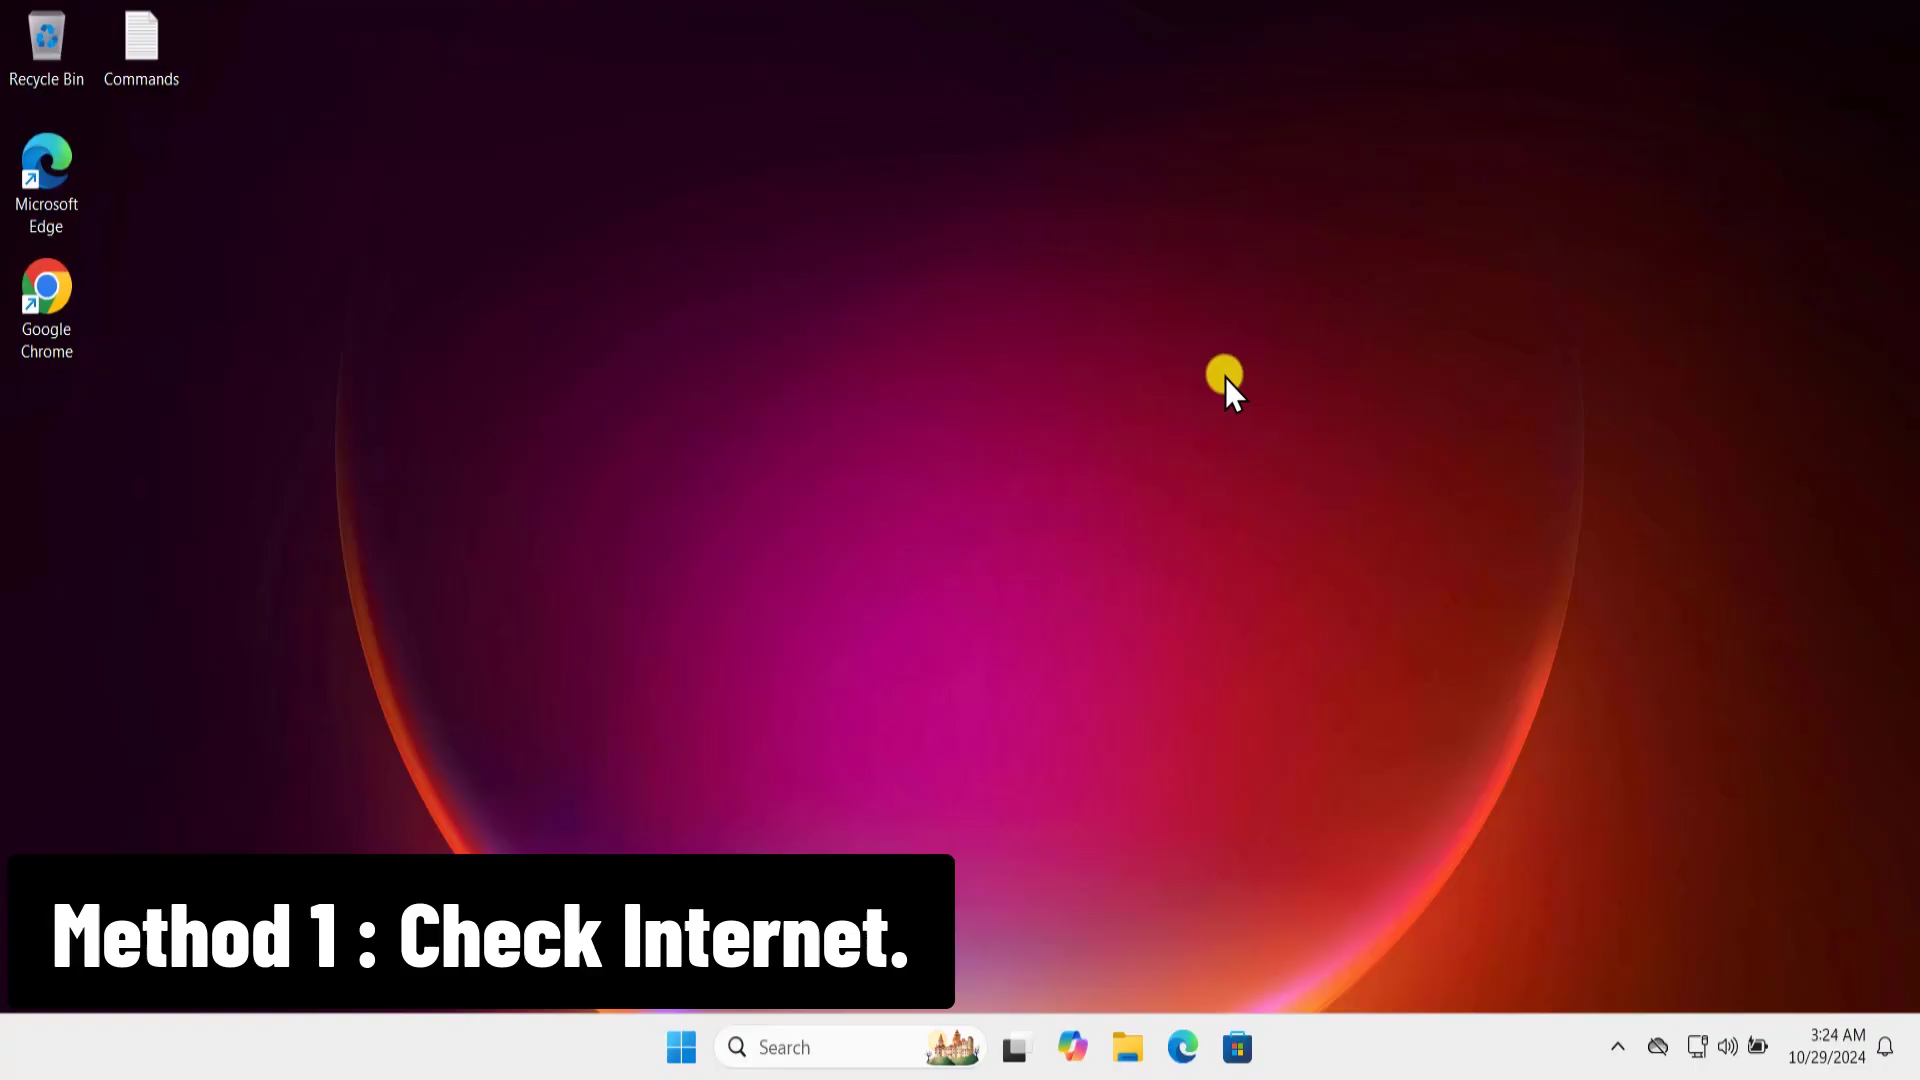 Recycle Bin
Commands
Microsoft
Edge
Google
Chrome
Method 1 : Check Internet.
Search
3:24 AM
10/29/2024